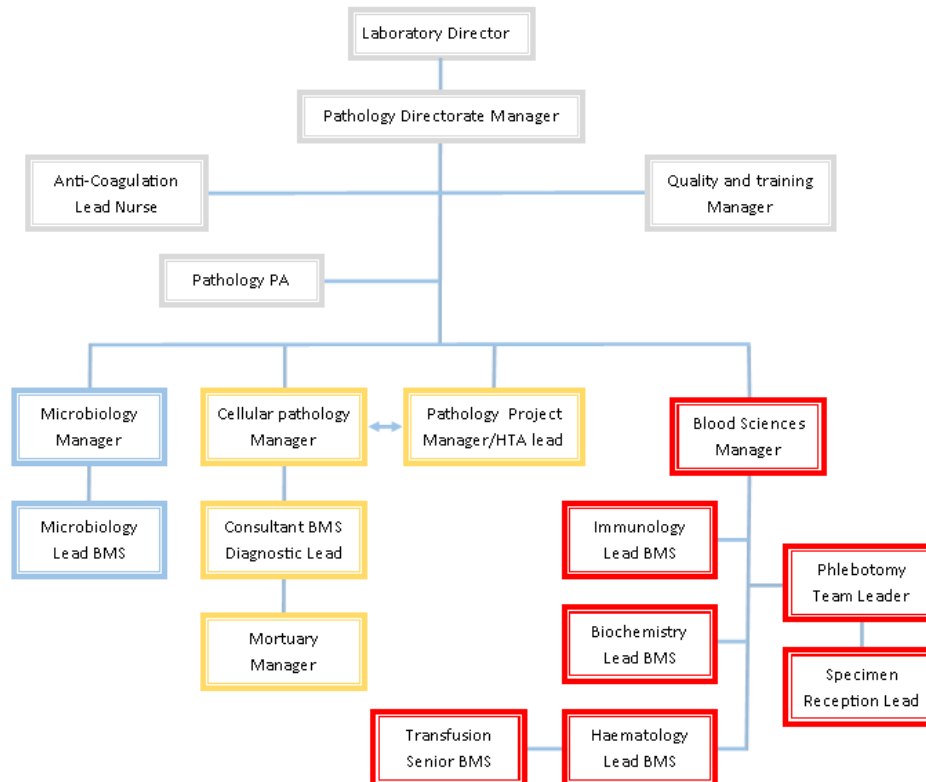 Laboratory Director
Pathology Directorate Manager
Anti-Coagulation
Lead Nurse
Quality and training
Manager
Pathology PA
Microbiology
Manager
Cellular pathology
Manager
Pathology Project
Manager/HTA lead
Blood Sciences
Manager
Microbiology
Lead BMS
Consultant BMS
Diagnostic Lead
Immunology
Lead BMS
Phlebotomy
Team Leader
Mortuary
Manager
Biochemistry
Lead BMS
Specimen
Reception Lead
Transfusion
Senior BMS
Haematology
Lead BMS